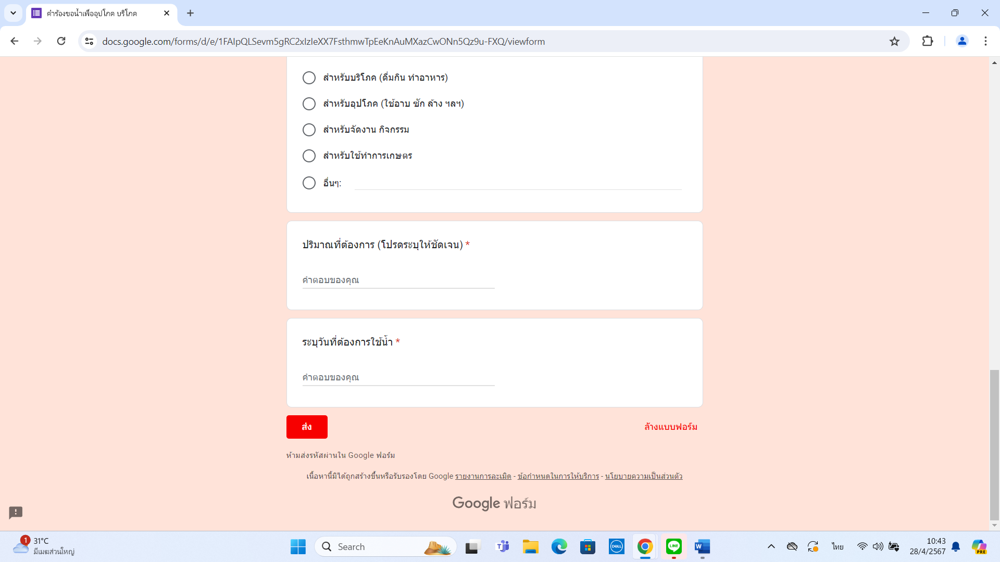 คำร้องขอน้ำเพื่ออุปโภค บริโภค
docs.google.com/forms/d/e/1FAIpQLSevm5gRC2xIzIeXX7FsthmwTpEeKnAuMXazCwONn5Qz9u-FXQ/viewform
สำหรับบริโภค (ดื่มกิน ทำอาหาร)
สำหรับอุปโภค (ใช้อาบ ซัก ล้าง ฯลฯ)
สำหรับจัดงาน กิจกรรม
สำหรับใช้ทำการเกษตร
อื่นๆ:
ปริมาณที่ต้องการ (โปรดระบุให้ชัดเจน) *
คำตอบของคุณ
ระบุวันที่ต้องการใช้น้ำ *
คำตอบของคุณ
ส่ง
ล้างแบบฟอร์ม
ห้ามส่งรหัสผ่านใน Google ฟอร์ม
เนื้อหานี้มิได้ถูกสร้างขึ้นหรือรับรองโดย Google รายงานการละเมิด - ข้อกำหนดในการให้บริการ - นโยบายความเป็นส่วนตัว
Google ฟอร์ม
1
31°C
มีเมฆส่วนใหญ่
Search
DELL
LINE
W
ไทย
10:43
28/4/2567
PRE